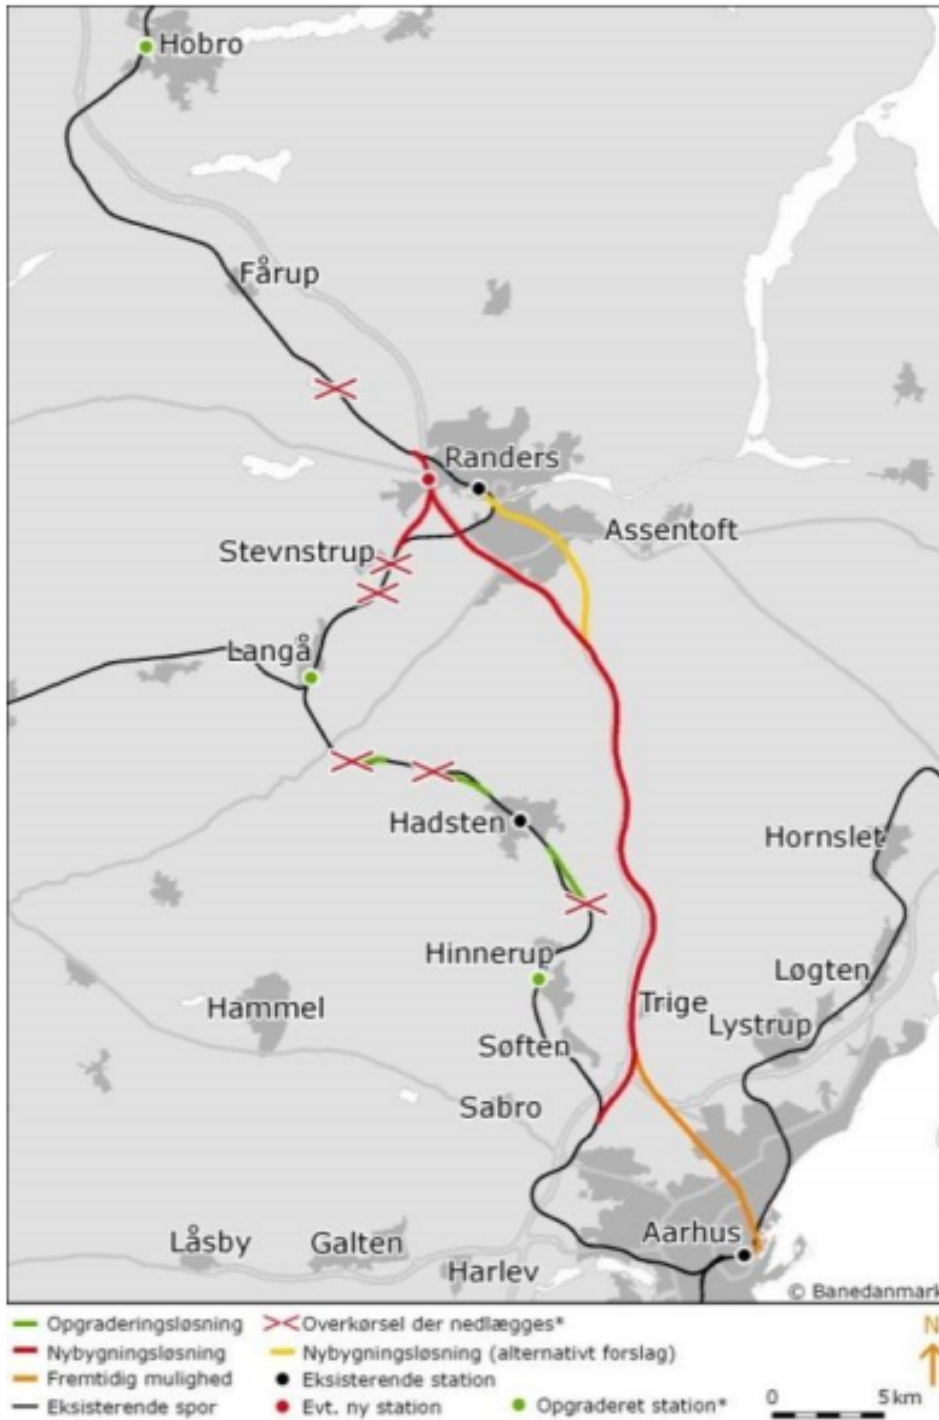 Hobro
Fårup
Randers
Assentoft
Stevnstrup
Langå
Hadsten
Hornslet
Hinnerup
Løgten
Hammel
Trige
Lystrup
Søften
Sabro
Aarhus
Låsby
Galten
Harlev
© Banedanmark
Opgraderingsløsning
Overkørsel der nedlægges*
N
Nybygningsløsning
Nybygningsløsning (alternativt forslag)
Fremtidig mulighed
Eksisterende station
0 5 km
Eksisterende spor
Evt. ny station
Opgraderet station*